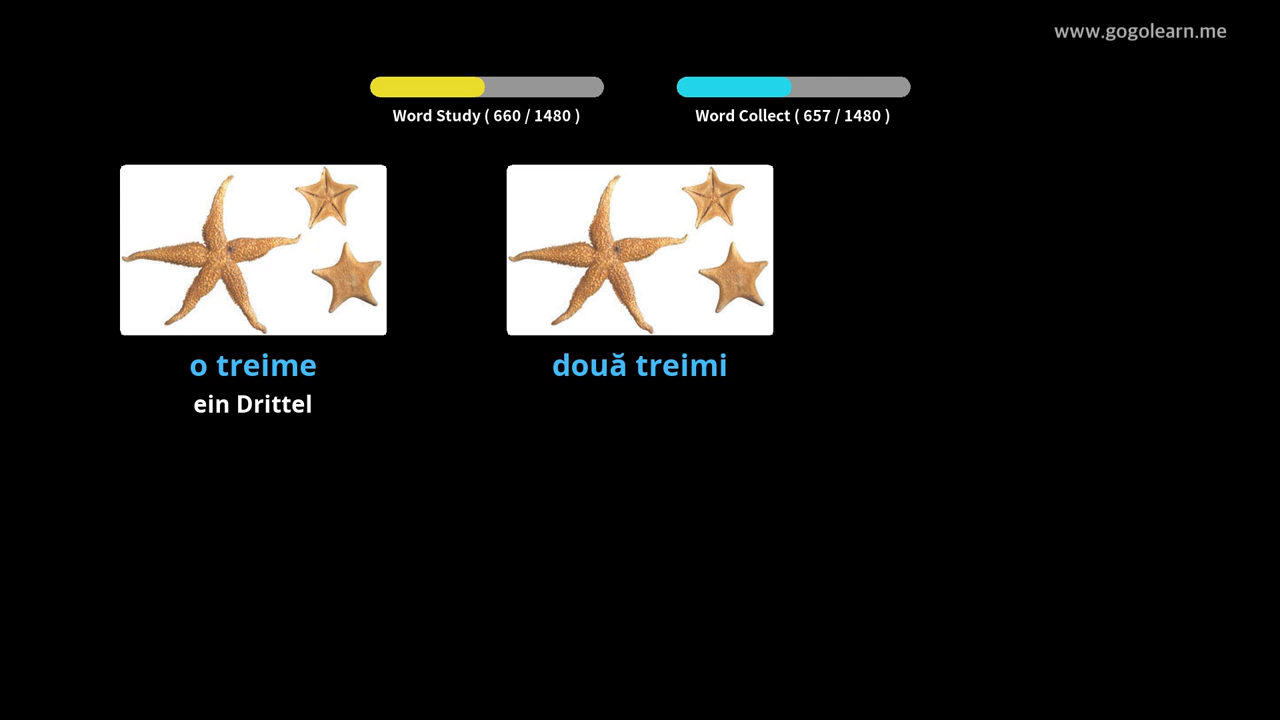 www.gogolearn.me
Word Study ( 660 / 1480 )
Word Collect ( 657 / 1480 )
o treime
ein Drittel
două treimi